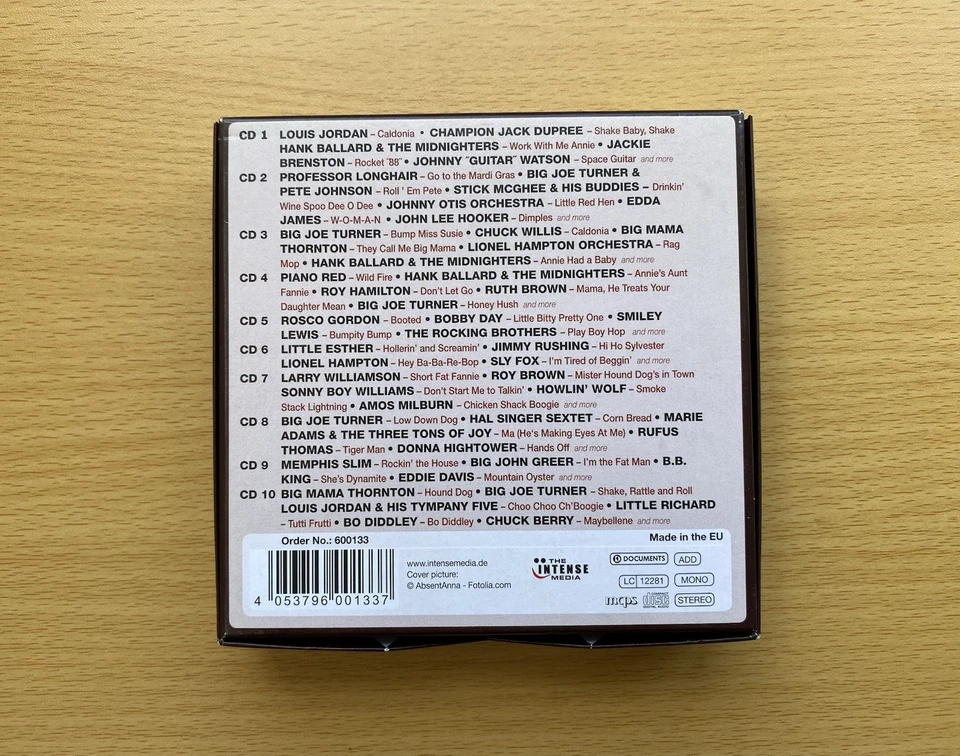 CD 1 LOUIS JORDAN – Caldonia • CHAMPION JACK DUPREE – Shake Baby, Shake
HANK BALLARD & THE MIDNIGHTERS – Work With Me Annie • JACKIE
BRENSTON – Rocket ˝88˝ • JOHNNY ˝GUITAR˝ WATSON – Space Guitar and more
CD 2 PROFESSOR LONGHAIR – Go to the Mardi Gras • BIG JOE TURNER &
PETE JOHNSON – Roll ' Em Pete • STICK MCGHEE & HIS BUDDIES – Drinkin'
Wine Spoo Dee O Dee • JOHNNY OTIS ORCHESTRA – Little Red Hen • EDDA
JAMES – W-O-M-A-N • JOHN LEE HOOKER – Dimples and more
CD 3 BIG JOE TURNER – Bump Miss Susie • CHUCK WILLIS – Caldonia • BIG MAMA
THORNTON – They Call Me Big Mama • LIONEL HAMPTON ORCHESTRA – Rag
Mop • HANK BALLARD & THE MIDNIGHTERS – Annie Had a Baby and more
CD 4 PIANO RED – Wild Fire • HANK BALLARD & THE MIDNIGHTERS – Annie's Aunt
Fannie • ROY HAMILTON – Don't Let Go • RUTH BROWN – Mama, He Treats Your
Daughter Mean • BIG JOE TURNER – Honey Hush and more
CD 5 ROSCO GORDON – Booted • BOBBY DAY – Little Bitty Pretty One • SMILEY
LEWIS – Bumpity Bump • THE ROCKING BROTHERS – Play Boy Hop and more
CD 6 LITTLE ESTHER – Hollerin' and Screamin' • JIMMY RUSHING – Hi Ho Sylvester
LIONEL HAMPTON – Hey Ba-Ba-Re-Bop • SLY FOX – I'm Tired of Beggin' and more
CD 7 LARRY WILLIAMSON – Short Fat Fannie • ROY BROWN – Mister Hound Dog's in Town
SONNY BOY WILLIAMS – Don't Start Me to Talkin' • HOWLIN' WOLF – Smoke
Stack Lightning • AMOS MILBURN – Chicken Shack Boogie and more
CD 8 BIG JOE TURNER – Low Down Dog • HAL SINGER SEXTET – Corn Bread • MARIE
ADAMS & THE THREE TONS OF JOY – Ma (He's Making Eyes At Me) • RUFUS
THOMAS – Tiger Man • DONNA HIGHTOWER – Hands Off and more
CD 9 MEMPHIS SLIM – Rockin' the House • BIG JOHN GREER – I'm the Fat Man • B.B.
KING – She's Dynamite • EDDIE DAVIS – Mountain Oyster and more
CD 10 BIG MAMA THORNTON – Hound Dog • BIG JOE TURNER – Shake, Rattle and Roll
LOUIS JORDAN & HIS TYMPANY FIVE – Choo Choo Ch'Boogie • LITTLE RICHARD
– Tutti Frutti • BO DIDDLEY – Bo Diddley • CHUCK BERRY – Maybellene and more
Order No.: 600133
Made in the EU
4 053796 001337
www.intensemedia.de
Cover picture:
© AbsentAnna - Fotolia.com
THE
INTENSE
MEDIA
DOCUMENTS
ADD
LC 12281
MONO
mcps
COMPACT
disc
DIGITAL AUDIO
STEREO